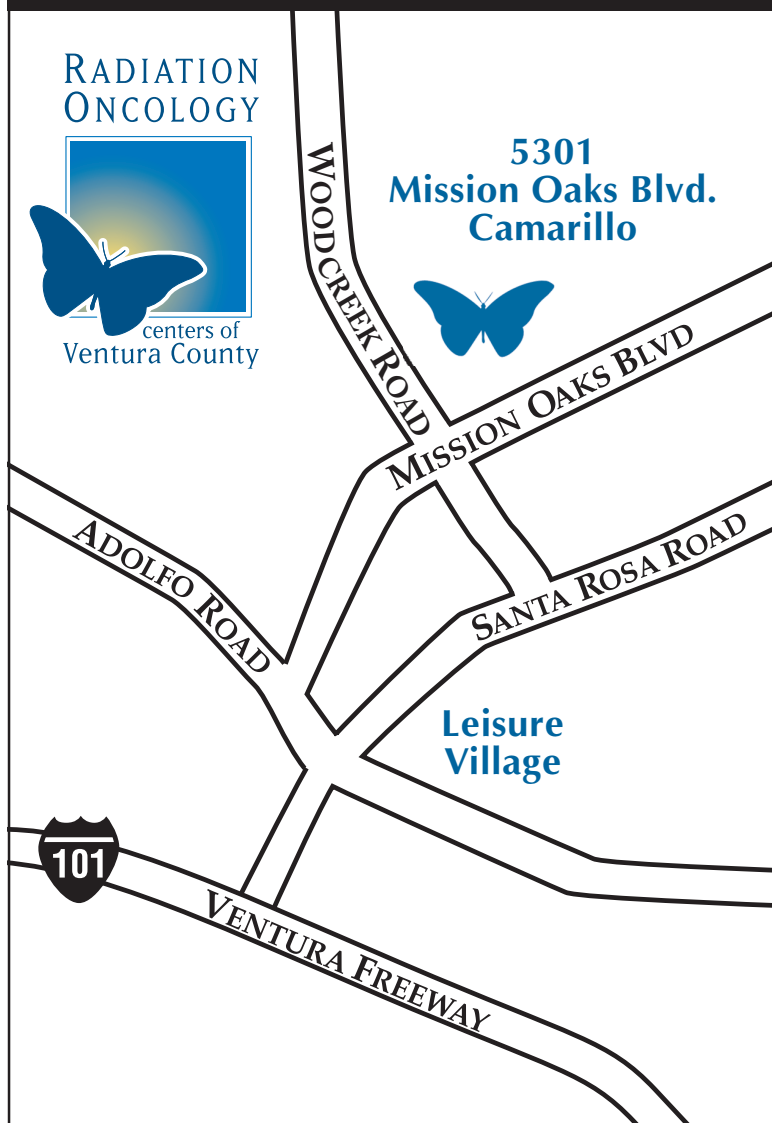 RADIATION
ONCOLOGY
centers of
Ventura County
5301
Mission Oaks Blvd.
Camarillo
WOODCREEK ROAD
MISSION OAKS BLVD
ADOLFO ROAD
SANTA ROSA ROAD
Leisure
Village
101
VENTURA FREEWAY